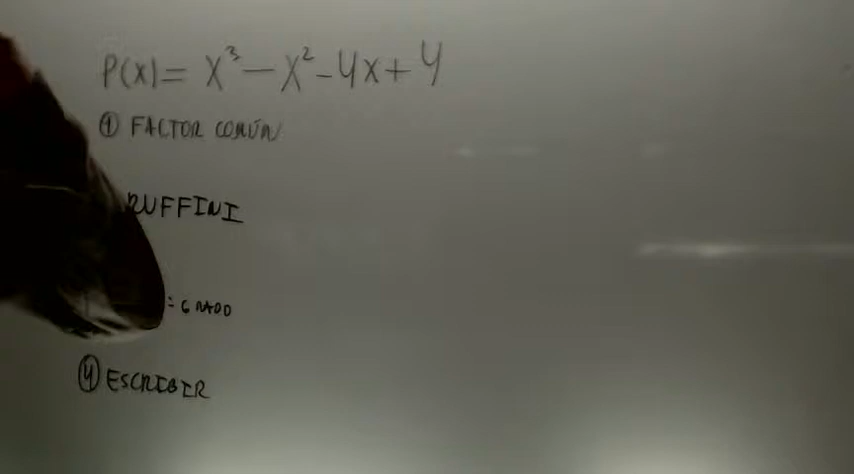 P(x)= x³-x²-4x+4
① FACTOR COMÚN
RUFFINI
= GRADO
④ ESCRIBIR